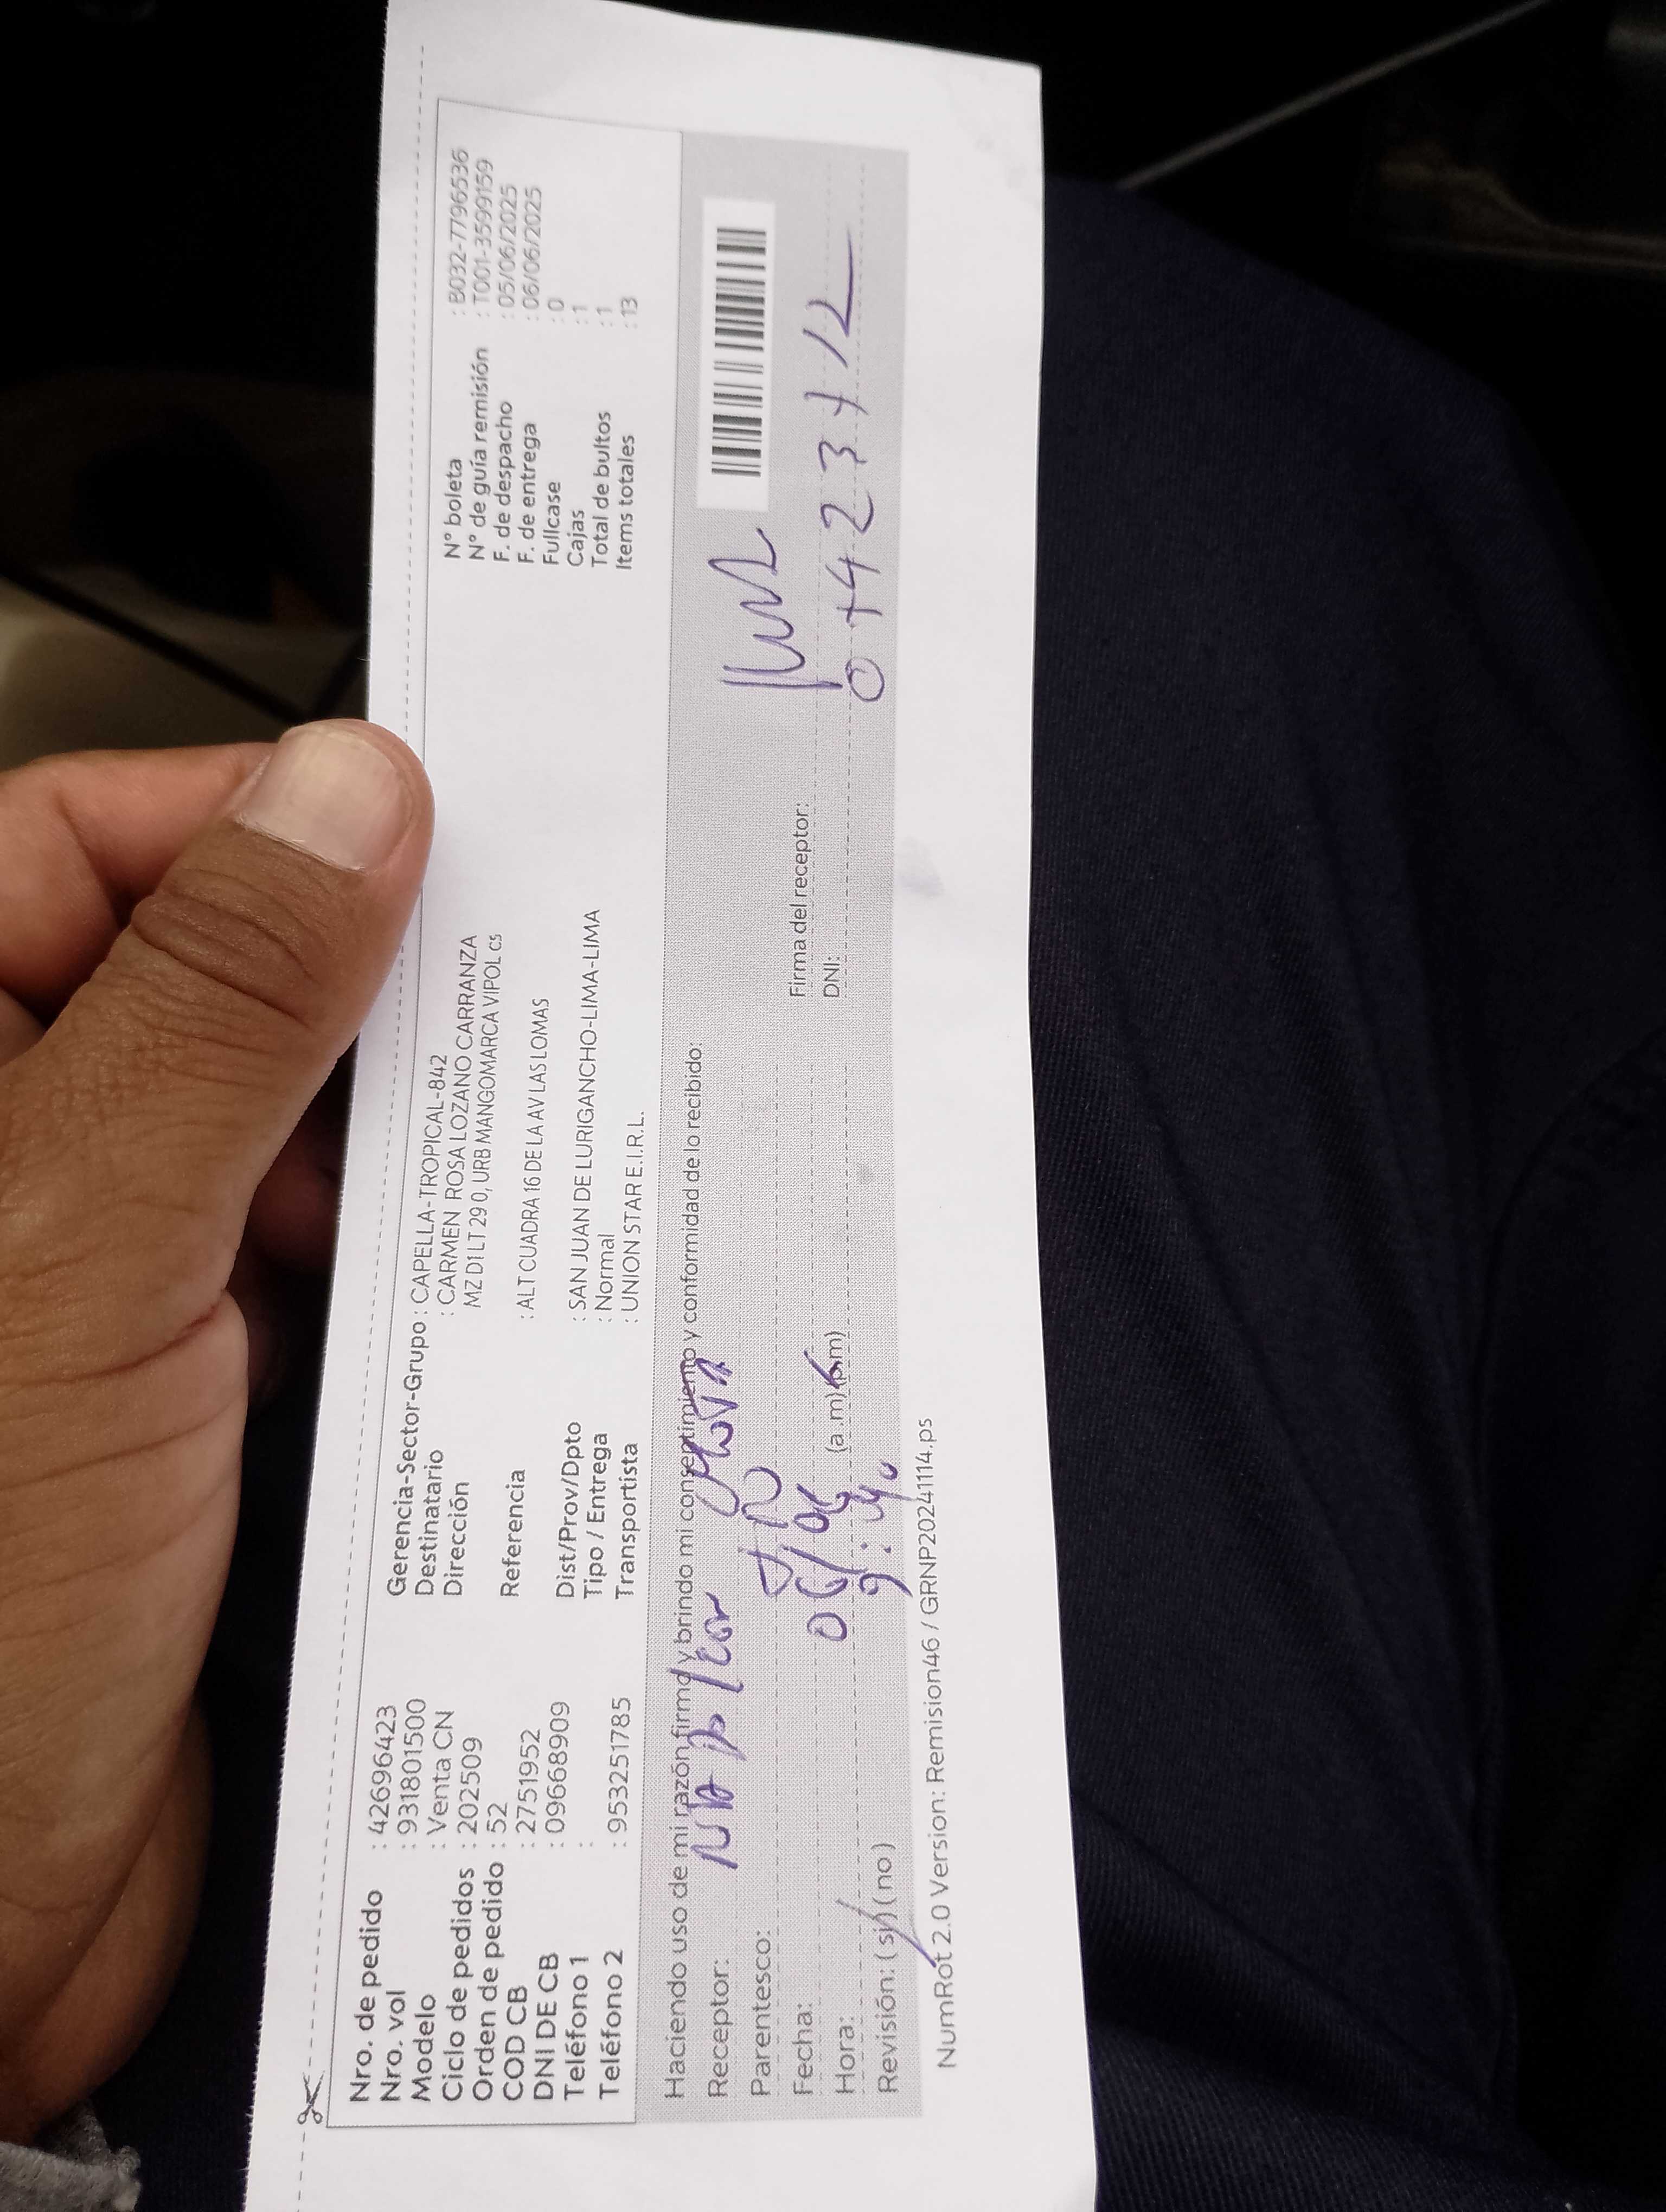 Nro. de pedido : 426966423
Nro. vol : 931801500
Modelo : Venta CN
Ciclo de pedidos : 202509
Orden de pedido : 52
COD CB : 2751952
DNI DE CB : 09668909
Teléfono 1 :
Teléfono 2 : 953251785
Gerencia-Sector-Grupo : CAPELLA-TROPICAL-842
Destinatario : CARMEN ROSA LOZANO CARRANZA
Dirección MZ D1 LT 29 0, URB MANGOMARCA VIPOL cs
Referencia : ALT CUADRA 16 DE LA AV LAS LOMAS
Dist/Prov/Dpto : SAN JUAN DE LURIGANCHO-LIMA-LIMA
Tipo / Entrega : Normal
Transportista : UNION STAR E.I.R.L.
N° boleta : B032-7796536
N° de guía remisión : T001-3599159
F. de despacho : 05/06/2025
F. de entrega : 06/06/2025
Fullcase : 0
Cajas : 1
Total de bultos : 1
Items totales : 13
Haciendo uso de mi razón firmo y brindo mi consentimiento y conformidad de lo recibido:
Receptor:
Parentesco:
Fecha: 06/06
Hora: 9:40 (a.m) (p.m)
Revisión: ( si ) ( no )
Firma del receptor:
DNI: 07423712
NumRot 2.0 Version: Remision46 / GRNP20241114.ps